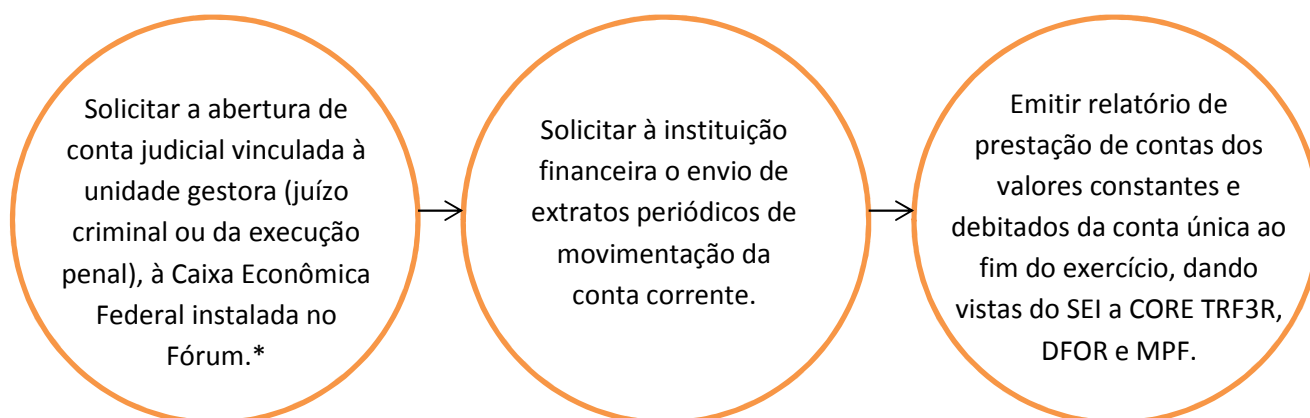 Solicitar a abertura de
conta judicial vinculada à
unidade gestora (juízo
criminal ou da execução
penal), à Caixa Econômica
Federal instalada no
Fórum.*
Solicitar à instituição
financeira o envio de
extratos periódicos de
movimentação da
conta corrente.
Emitir relatório de
prestação de contas dos
valores constantes e
debitados da conta única ao
fim do exercício, dando
vistas do SEI a CORE TRF3R,
DFOR e MPF.